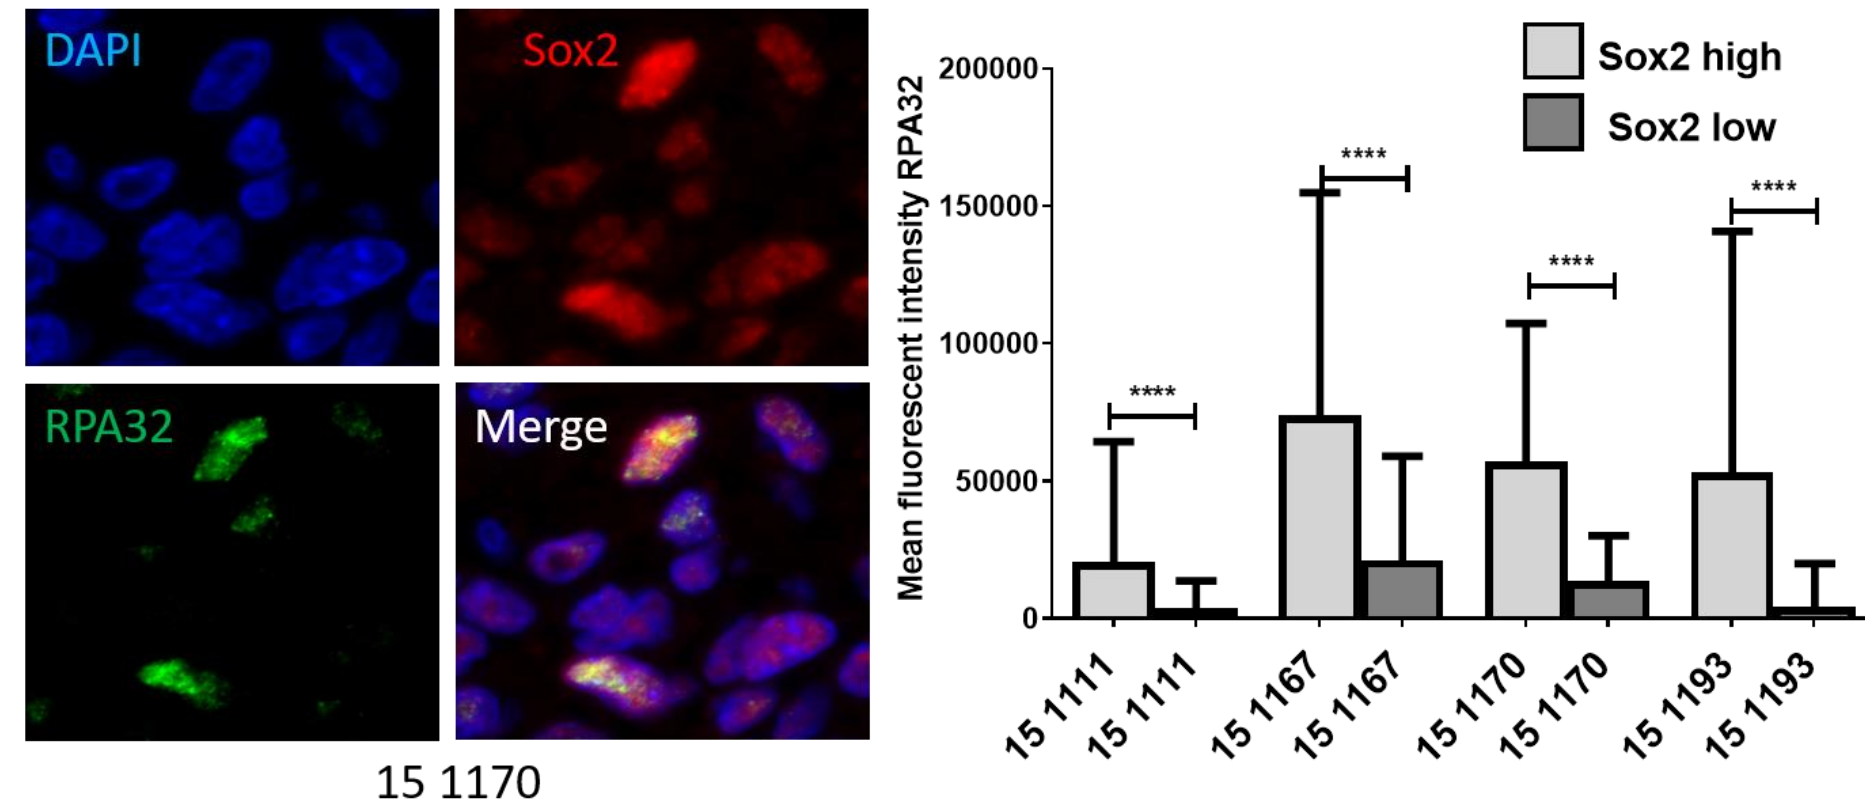 DAPI
Sox2
RPA32
Merge
15 1170
Mean fluorescent intensity RPA32
200000
150000
100000
50000
0
Sox2 high
Sox2 low
****
****
****
****
15 1111
15 1111
15 1167
15 1167
15 1170
15 1170
15 1193
15 1193